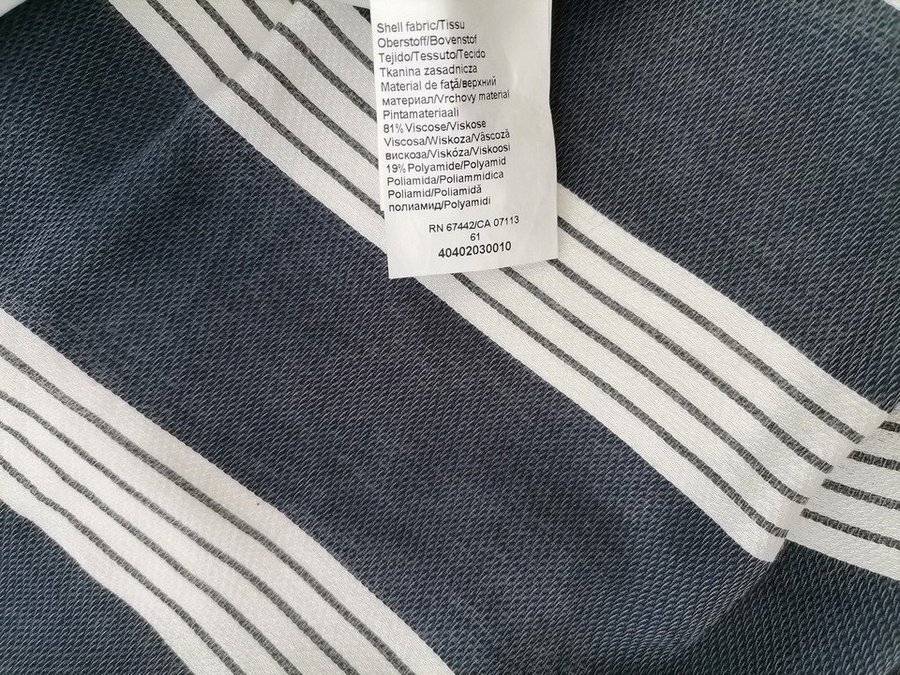 Shell fabric/Tissu
Oberstoff/Bovenstof
Tejido/Tessuto/Tecido
Tkanina zasadnicza
Material de faţă/верхний
материал/Vrchovy material
Pintamateriaali
81% Viscose/Viskose
Viscosa/Wiskoza/Vâscoză
вискоза/Viskóza/Viskoosi
19% Polyamide/Polyamid
Poliamida/Poliammidica
Poliamid/Poliamidă
полиамид/Polyamidi
RN 67442/CA 07113
61
40402030010